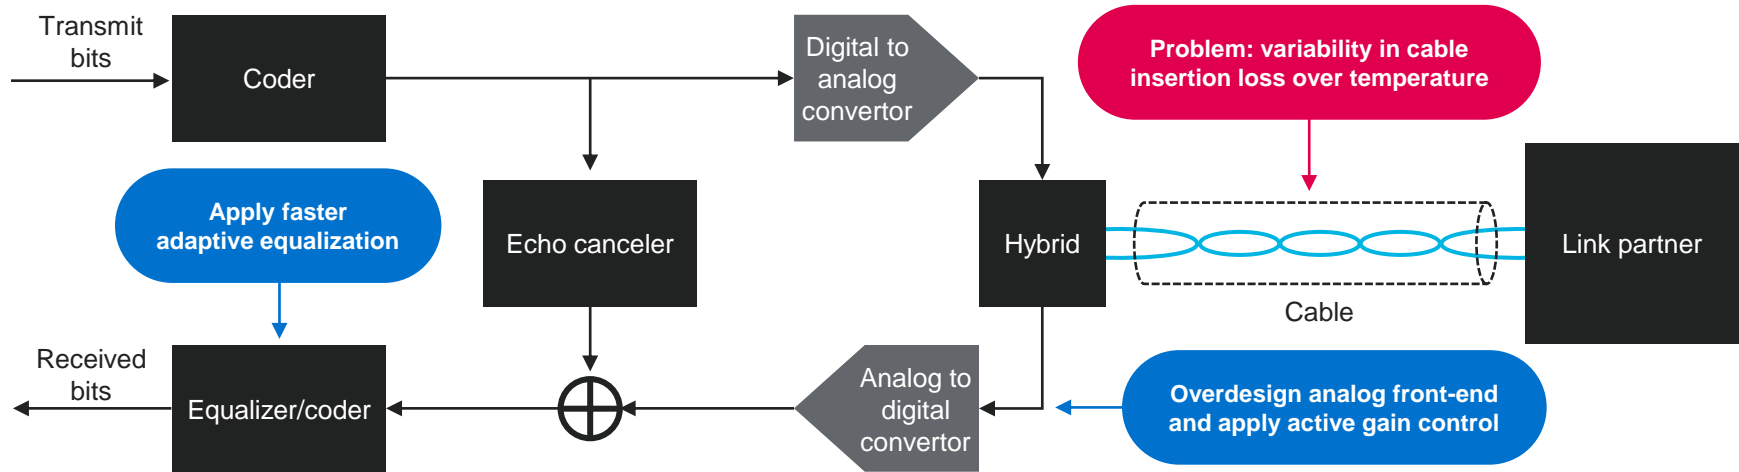 Transmit
bits
Coder
Digital to
analog
convertor
Problem: variability in cable
insertion loss over temperature
Apply faster
adaptive equalization
Echo canceler
Hybrid
Cable
Link partner
Received
bits
Equalizer/coder
Analog to
digital
convertor
Overdesign analog front-end
and apply active gain control